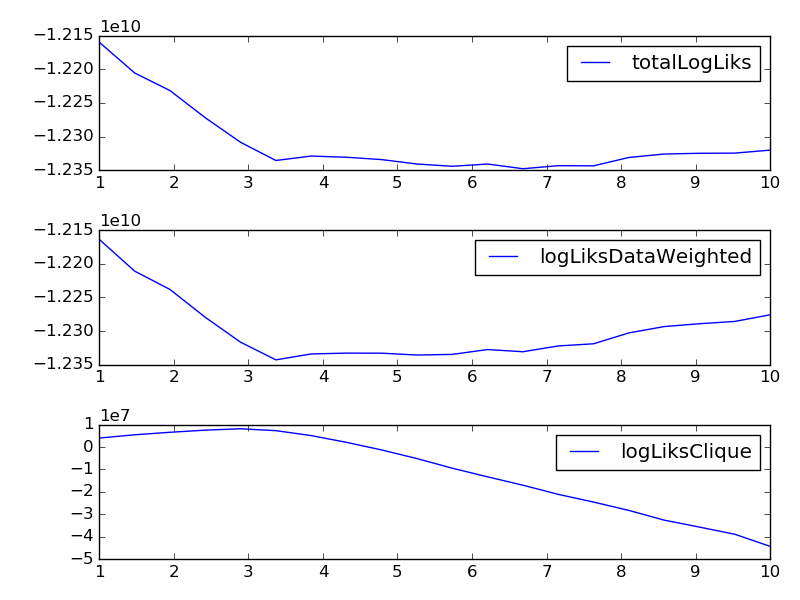 1e10
−1.215
−1.220
−1.225
−1.230
−1.235
totalLogLiks
1 2 3 4 5 6 7 8 9 10
1e10
−1.215
−1.220
−1.225
−1.230
−1.235
logLiksDataWeighted
1 2 3 4 5 6 7 8 9 10
1e7
1
0
−1
−2
−3
−4
−5
logLiksClique
1 2 3 4 5 6 7 8 9 10